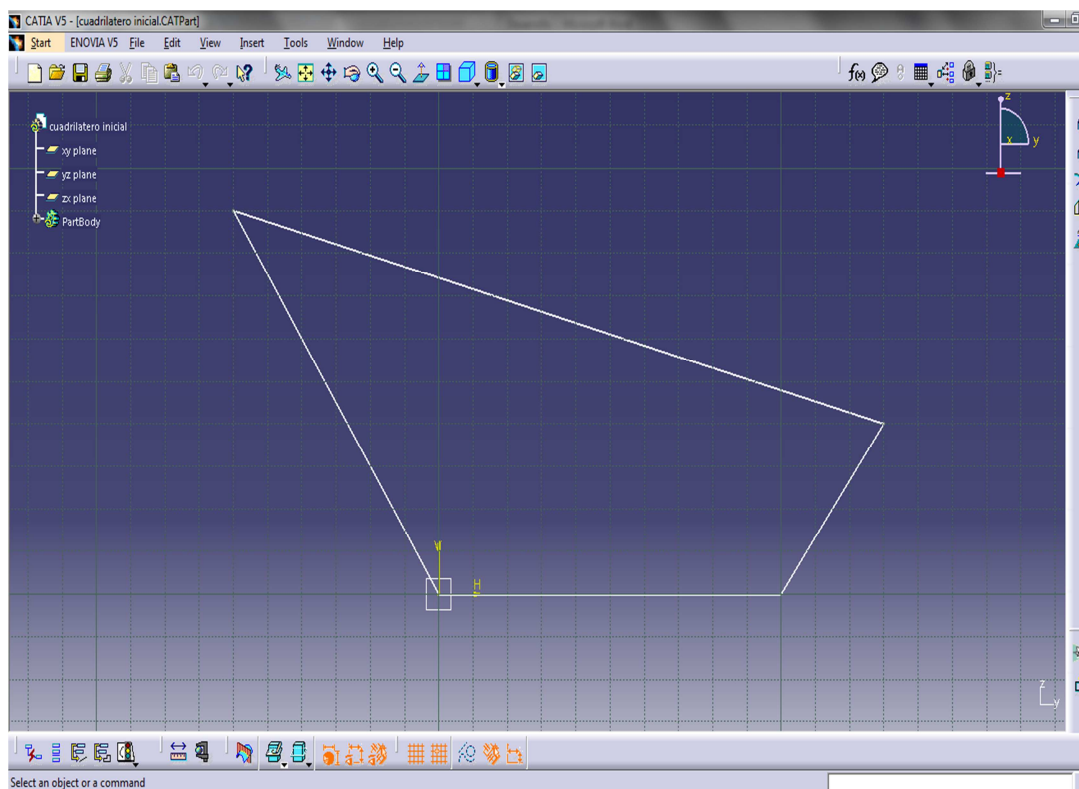 CATIA V5 - [cuadrilatero inicial.CATPart]
Start ENOVIA V5 File Edit View Insert Tools Window Help
f(x)
z
x y
cuadrilatero inicial
xy plane
yz plane
zx plane
PartBody
V
H
z
y
Select an object or a command